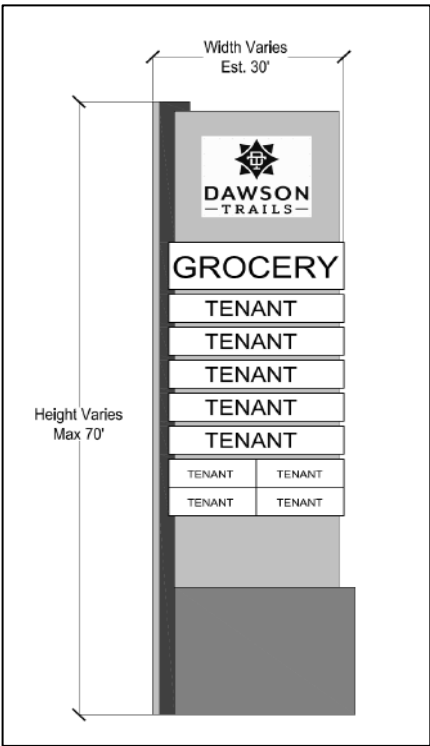 Width Varies
Est. 30'
DAWSON
TRAILS
GROCERY
TENANT
TENANT
TENANT
TENANT
TENANT
TENANT TENANT
TENANT TENANT
Height Varies
Max 70'